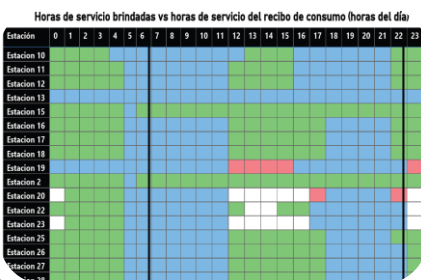 Horas de servicio brindadas vs horas de servicio del recibo de consumo (horas del día)
Estación 0 1 2 3 4 5 6 7 8 9 10 11 12 13 14 15 16 17 18 19 20 21 22 23
Estacion 10
Estacion 11
Estacion 12
Estacion 13
Estacion 15
Estacion 16
Estacion 17
Estacion 18
Estacion 19
Estacion 2
Estacion 20
Estacion 22
Estacion 23
Estacion 25
Estacion 26
Estacion 27